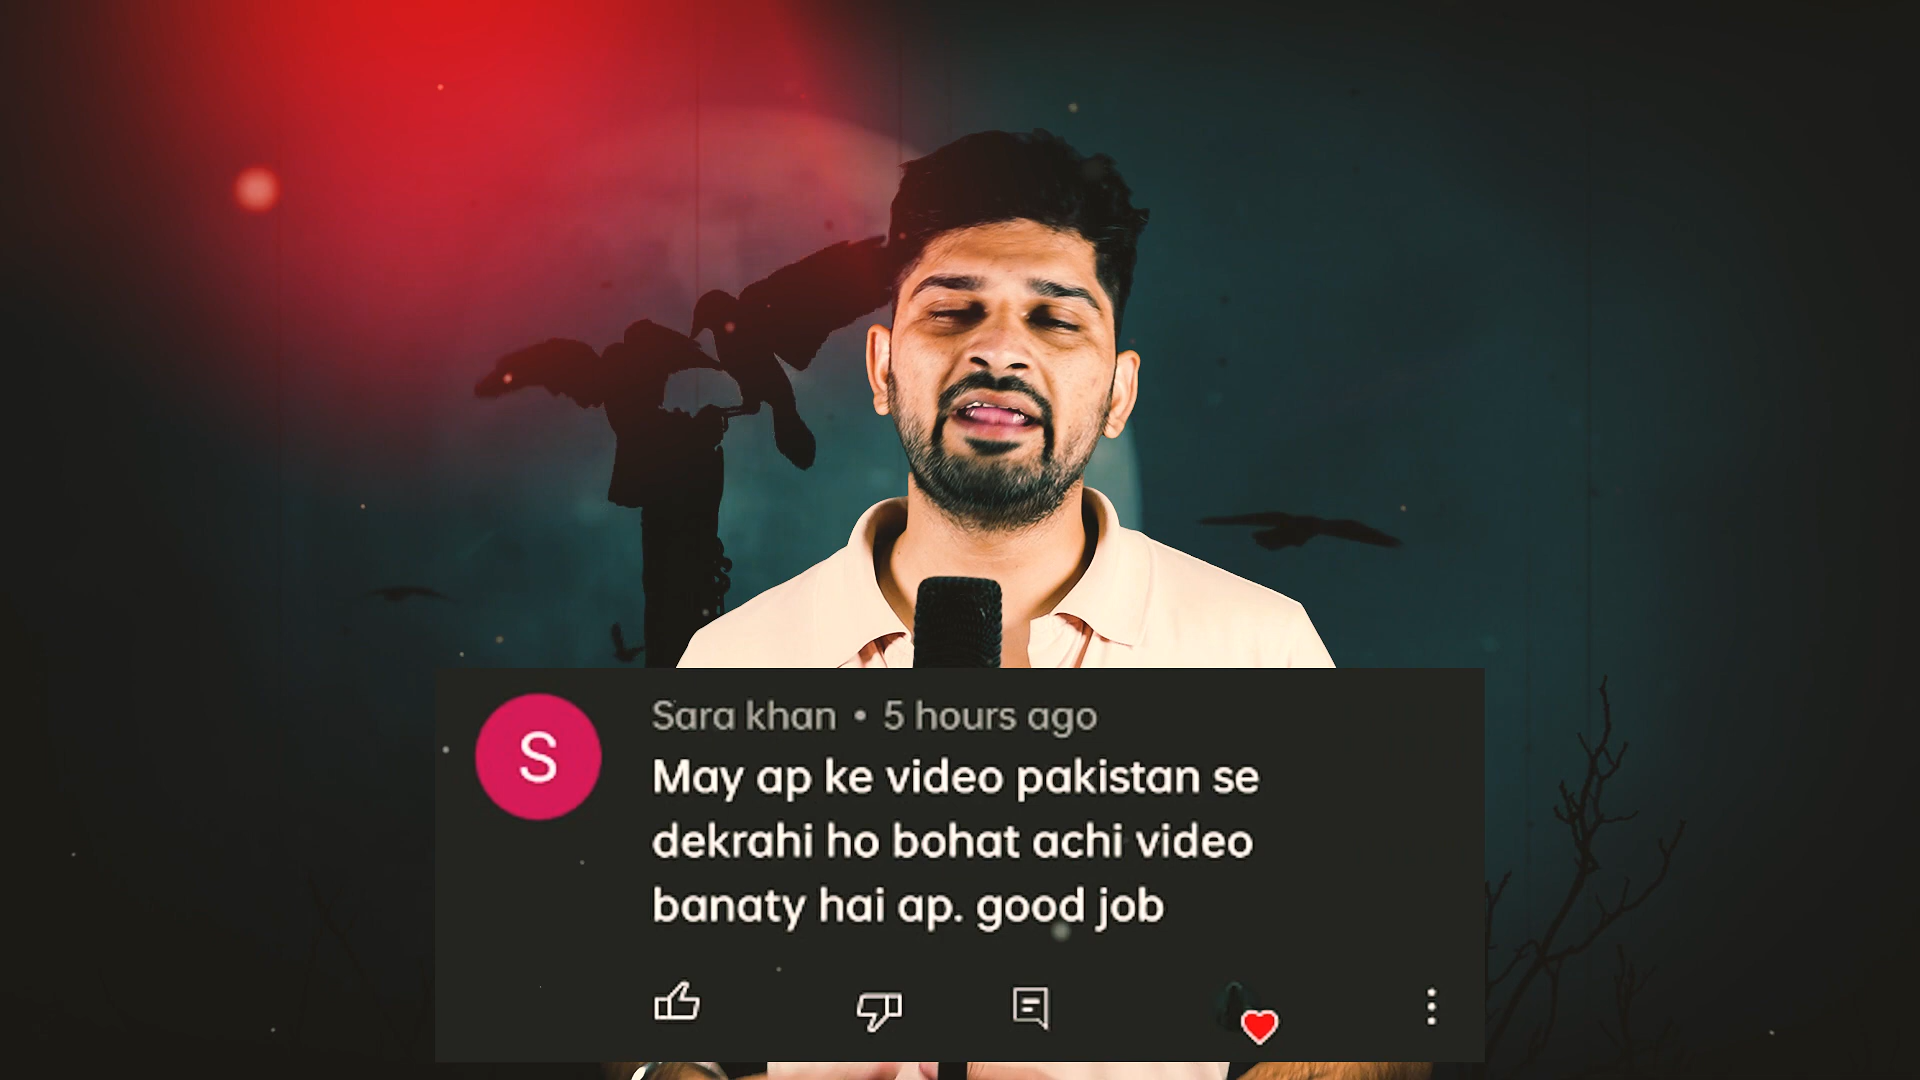 S
Sara khan • 5 hours ago
May ap ke video pakistan se
dekrahi ho bohat achi video
banaty hai ap. good job